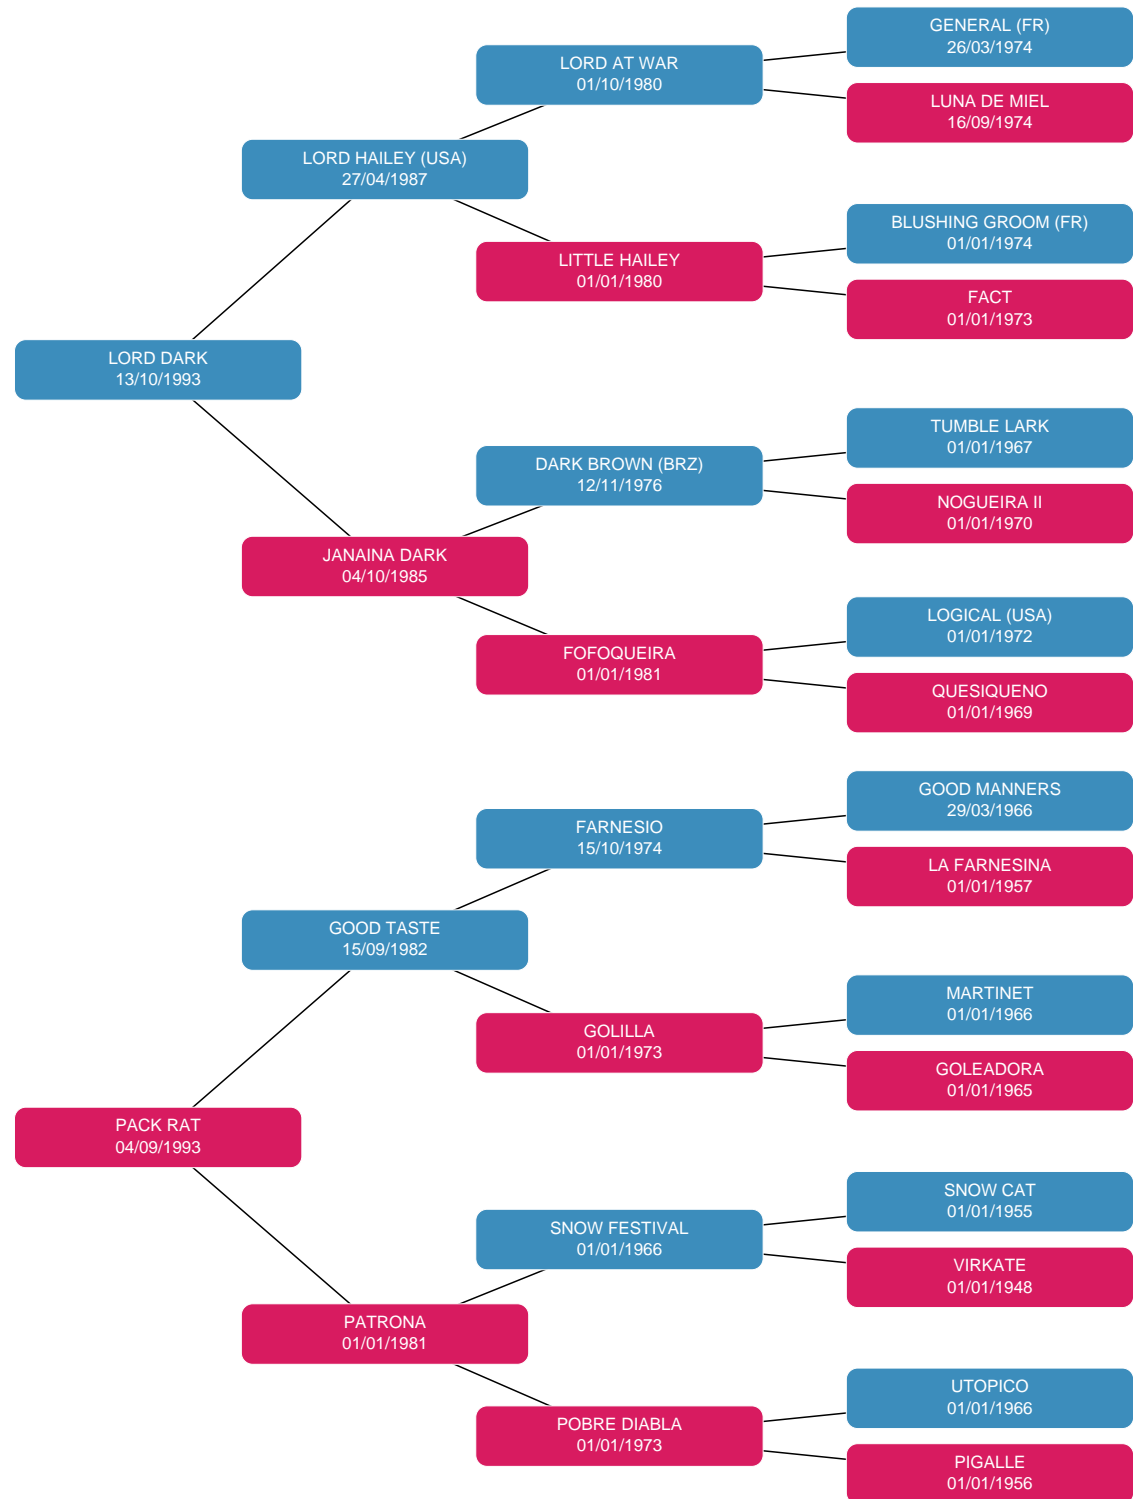 GENERAL (FR)
26/03/1974
LORD AT WAR
01/10/1980
LUNA DE MIEL
16/09/1974
LORD HAILEY (USA)
27/04/1987
BLUSHING GROOM (FR)
01/01/1974
LITTLE HAILEY
01/01/1980
FACT
01/01/1973
LORD DARK
13/10/1993
TUMBLE LARK
01/01/1967
DARK BROWN (BRZ)
12/11/1976
NOGUEIRA II
01/01/1970
JANAINA DARK
04/10/1985
LOGICAL (USA)
01/01/1972
FOFOQUEIRA
01/01/1981
QUESIQUENO
01/01/1969
GOOD MANNERS
29/03/1966
FARNESIO
15/10/1974
LA FARNESINA
01/01/1957
GOOD TASTE
15/09/1982
MARTINET
01/01/1966
GOLILLA
01/01/1973
GOLEADORA
01/01/1965
PACK RAT
04/09/1993
SNOW CAT
01/01/1955
SNOW FESTIVAL
01/01/1966
VIRKATE
01/01/1948
PATRONA
01/01/1981
UTOPICO
01/01/1966
POBRE DIABLA
01/01/1973
PIGALLE
01/01/1956